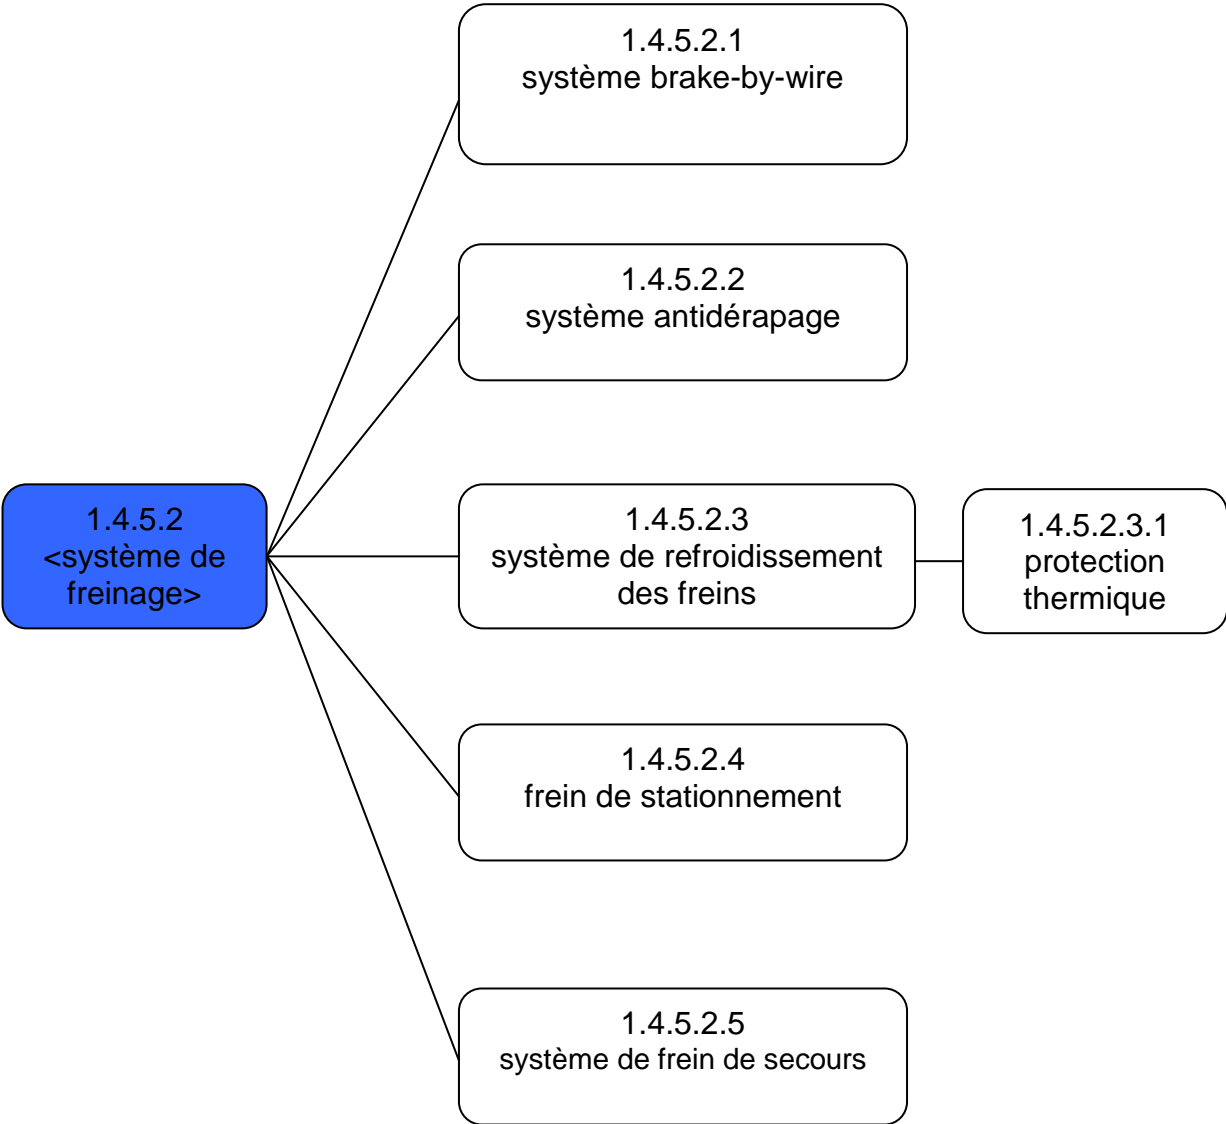 1.4.5.2.1
système brake-by-wire
1.4.5.2.2
système antidérapage
1.4.5.2
<système de
freinage>
1.4.5.2.3
système de refroidissement
des freins
1.4.5.2.3.1
protection
thermique
1.4.5.2.4
frein de stationnement
1.4.5.2.5
système de frein de secours